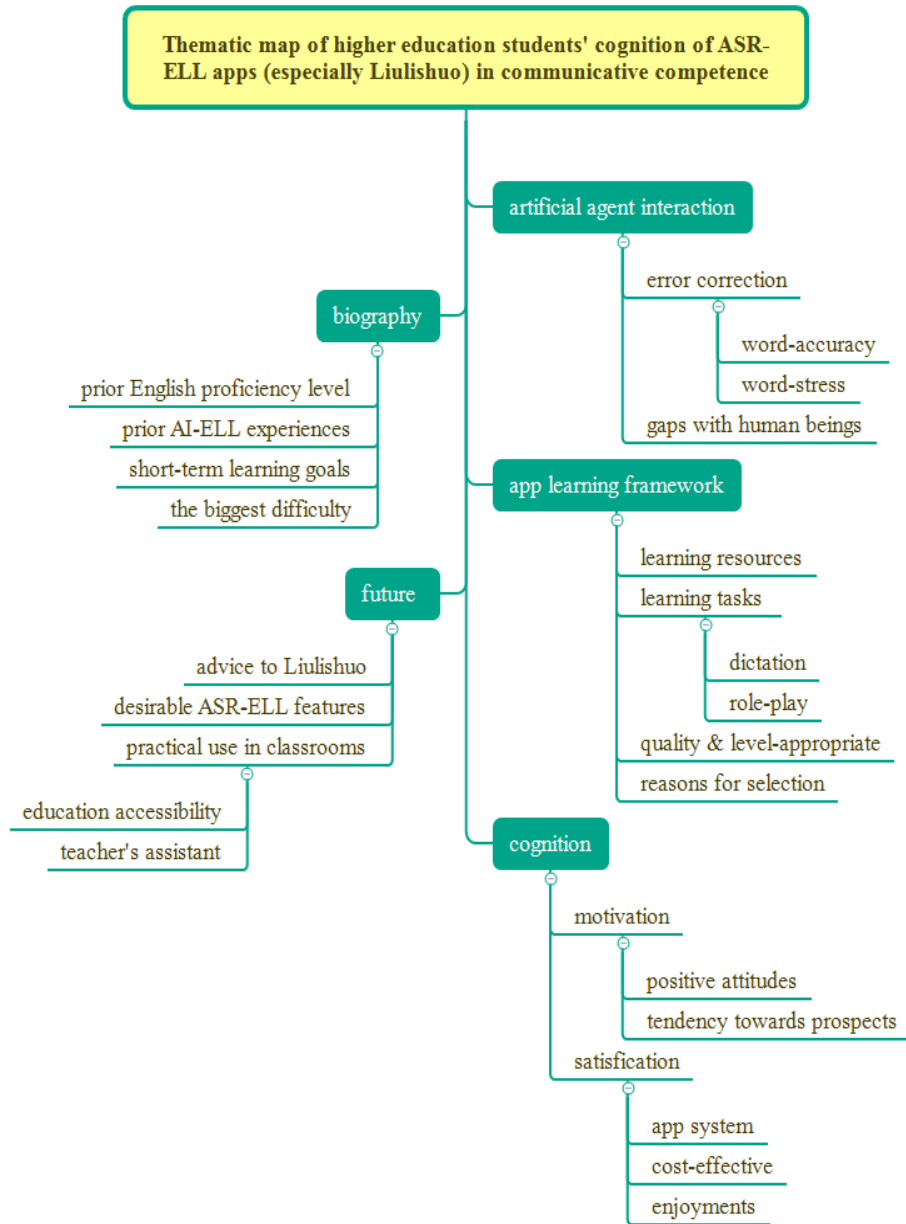 Thematic map of higher education students' cognition of ASR-
ELL apps (especially Liulishuo) in communicative competence
artificial agent interaction
error correction
word-accuracy
word-stress
gaps with human beings
biography
prior English proficiency level
prior AI-ELL experiences
short-term learning goals
the biggest difficulty
app learning framework
learning resources
learning tasks
dictation
role-play
quality & level-appropriate
reasons for selection
future
advice to Liulishuo
desirable ASR-ELL features
practical use in classrooms
education accessibility
teacher's assistant
cognition
motivation
positive attitudes
tendency towards prospects
satisfication
app system
cost-effective
enjoyments